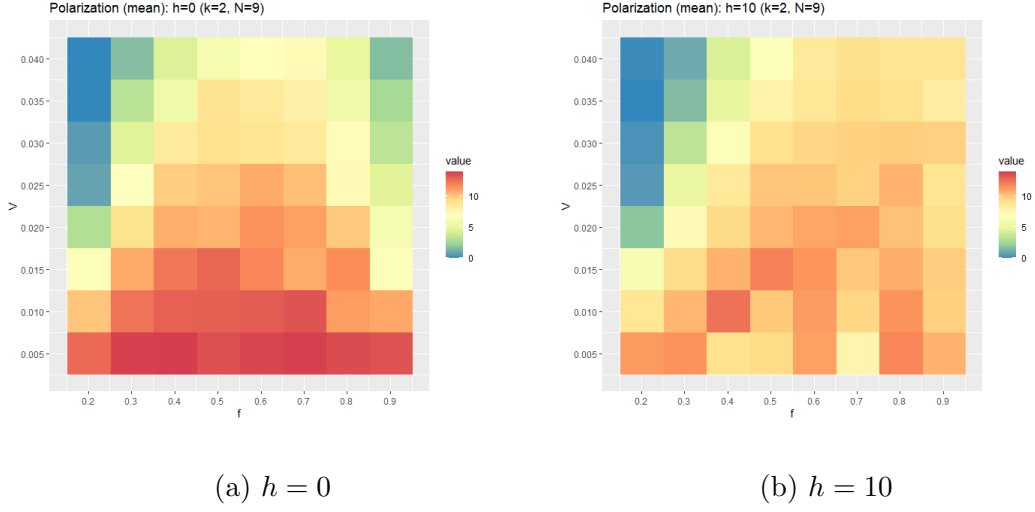 Polarization (mean): h=0 (k=2, N=9)
0.040
0.035
0.030
0.025
0.020
0.015
0.010
0.005
V
0.2 0.3 0.4 0.5 0.6 0.7 0.8 0.9
f
value
10
5
0
(a) h = 0
Polarization (mean): h=10 (k=2, N=9)
0.040
0.035
0.030
0.025
0.020
0.015
0.010
0.005
V
0.2 0.3 0.4 0.5 0.6 0.7 0.8 0.9
f
value
10
5
0
(b) h = 10